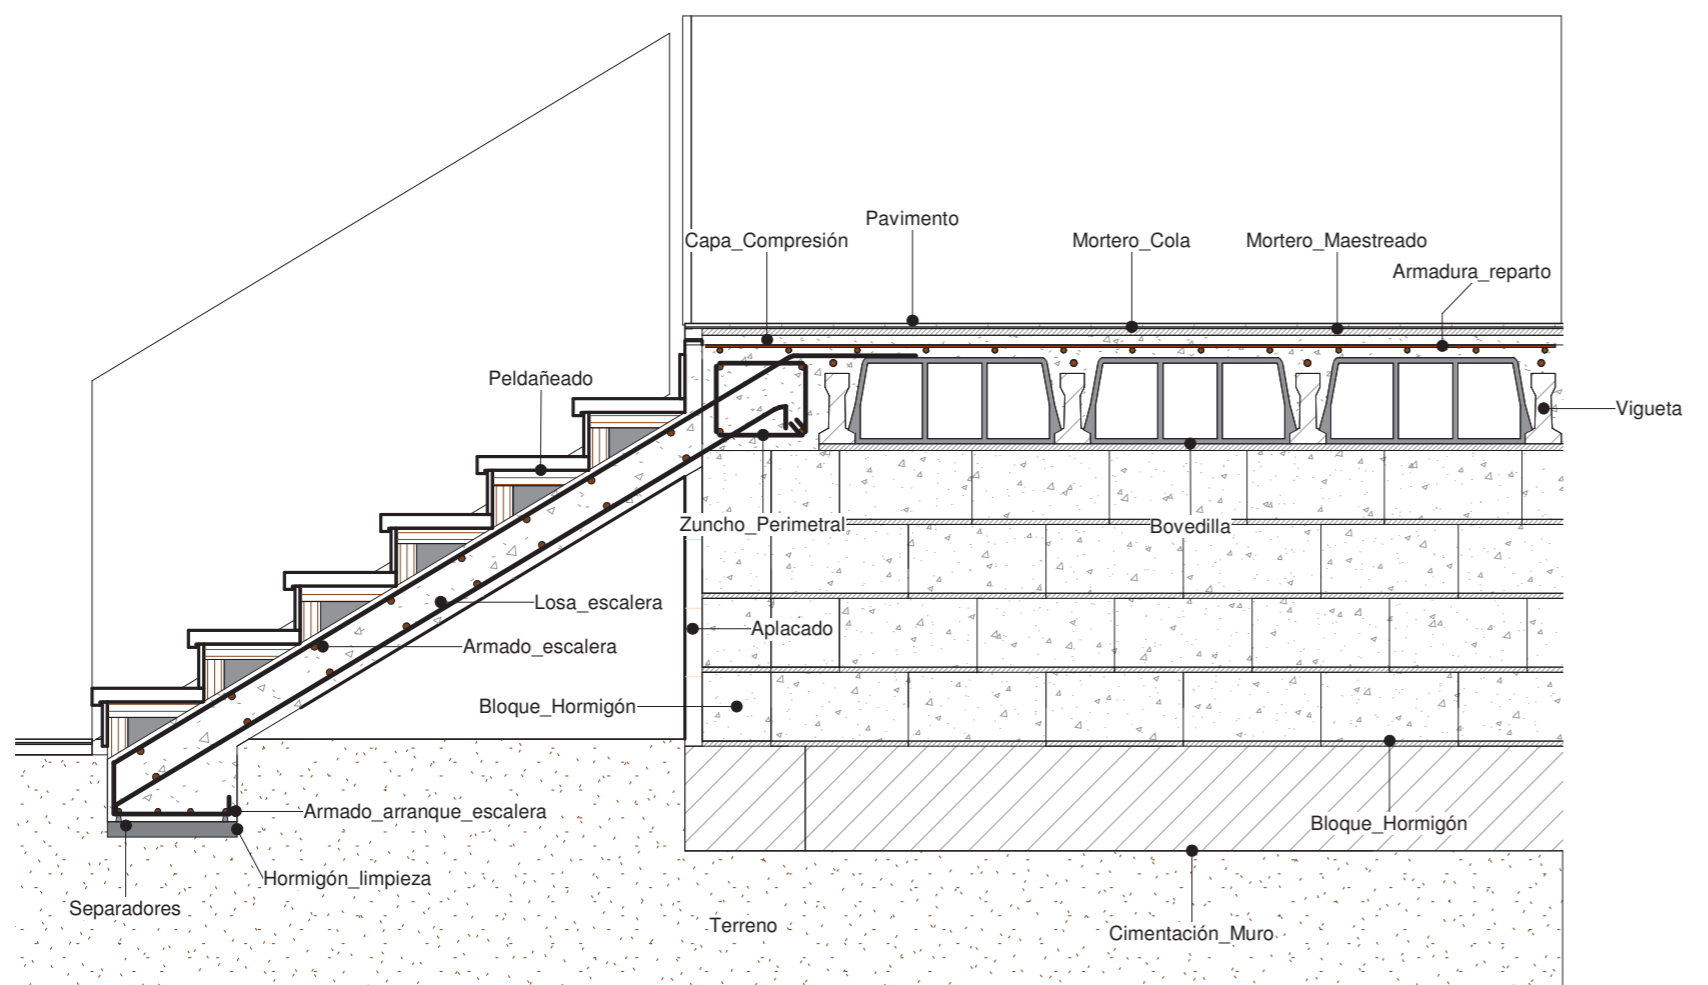 Pavimento
Capa_Compresión
Mortero_Cola
Mortero_Maestreado
Armadura_reparto
Peldañeado
Vigueta
Zuncho_Perimetral
Bovedilla
Losa_escalera
Aplacado
Armado_escalera
Bloque_Hormigón
Armado_arranque_escalera
Bloque_Hormigón
Hormigón_limpieza
Separadores
Terreno
Cimentación_Muro